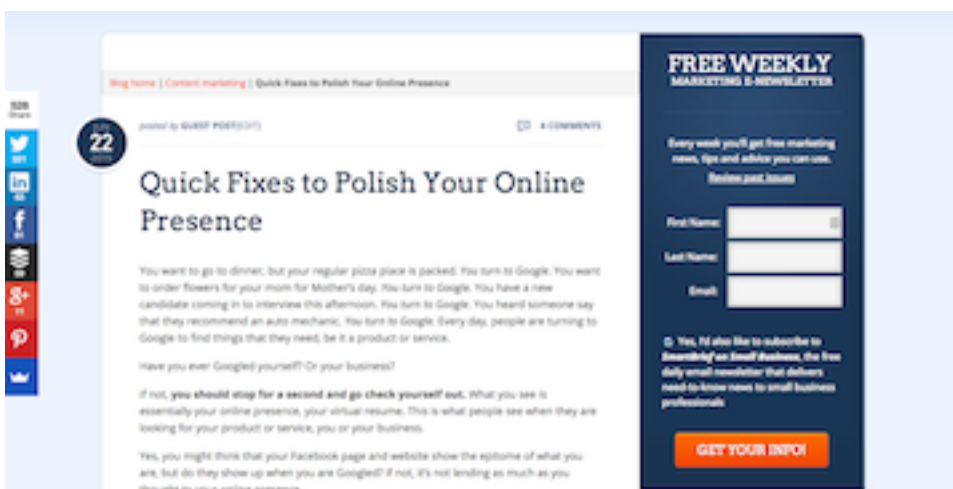 Blog home | Content marketing | Quick Fixes to Polish Your Online Presence
528
Share
22
posted by GUEST POST(EDIT)
4 COMMENTS
Quick Fixes to Polish Your Online
Presence
You want to go to dinner, but your regular pizza place is packed. You turn to Google. You want
to order flowers for your mom for Mother's day. You turn to Google. You have a new
candidate coming in to interview this afternoon. You turn to Google. You heard someone say
that they recommend an auto mechanic. You turn to Google. Every day, people are turning to
Google to find things that they need, be it a product or service.
Have you ever Googled yourself? Or your business?
If not, you should stop for a second and go check yourself out. What you see is
essentially your online presence, your virtual resume. This is what people see when they are
looking for your product or service, you or your business.
Yes, you might think that your Facebook page and website show the epitome of what you
are, but do they show up when you are Googled? If not, it's not lending as much as you
thought to your online presence.
FREE WEEKLY
MARKETING E-NEWSLETTER
Every week you'll get free marketing
news, tips and advice you can use.
Review past issues
First Name:
Last Name:
Email:
Yes, I'd also like to subscribe to
SmartBrief on Small Business, the free
daily email newsletter that delivers
need-to-know news to small business
professionals
GET YOUR INFO!